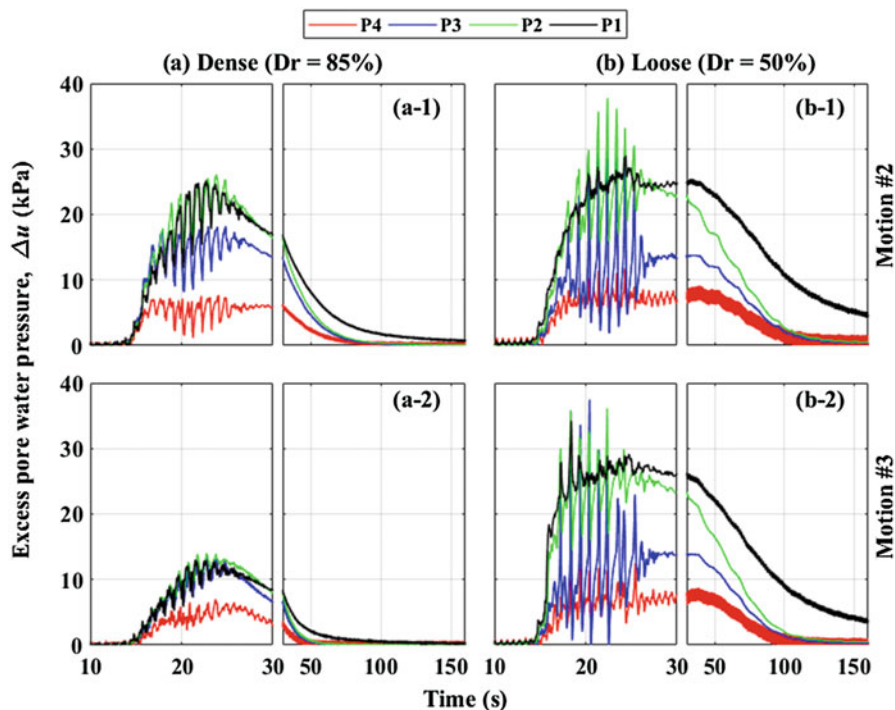 P4 P3 P2 P1
(a) Dense (Dr = 85%) (b) Loose (Dr = 50%)
Excess pore water pressure, Δu (kPa)
40
30
20
10
0
(a-1)
(b-1)
Motion #2
40
30
20
10
0
(a-2)
(b-2)
Motion #3
10 20 30 50 100 150 10 20 30 50 100 150
Time (s)